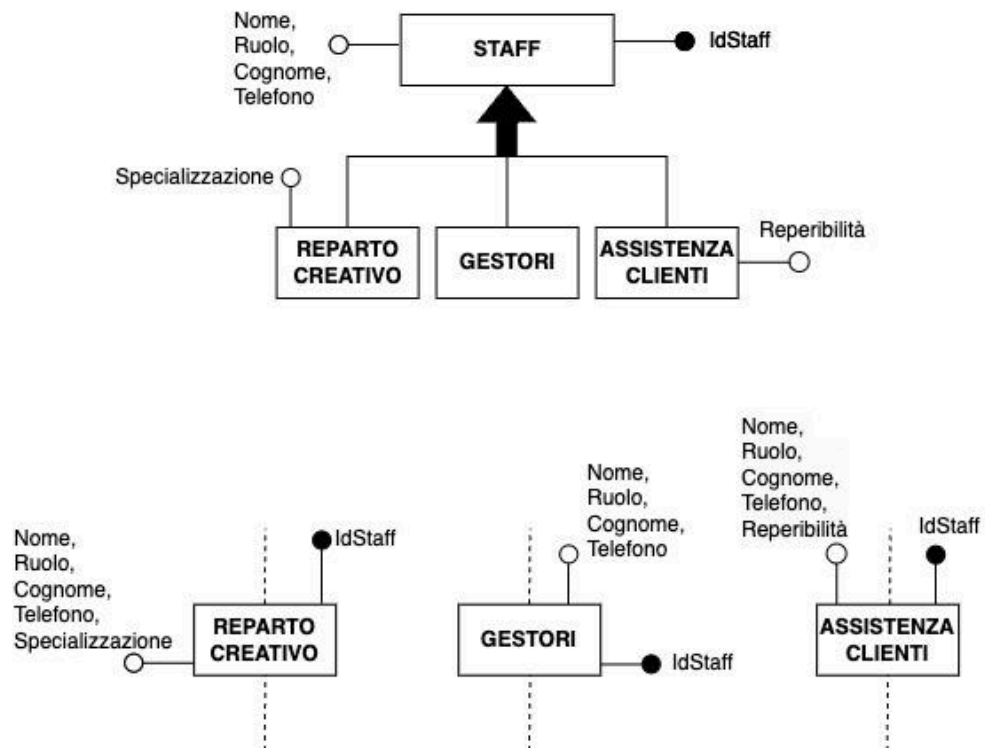 Nome,
Ruolo,
Cognome,
Telefono
STAFF
IdStaff
Specializzazione
REPARTO
CREATIVO
GESTORI
ASSISTENZA
CLIENTI
Reperibilità
Nome,
Ruolo,
Cognome,
Telefono,
Specializzazione
IdStaff
REPARTO
CREATIVO
Nome,
Ruolo,
Cognome,
Telefono
GESTORI
IdStaff
Nome,
Ruolo,
Cognome,
Telefono,
Reperibilità
IdStaff
ASSISTENZA
CLIENTI